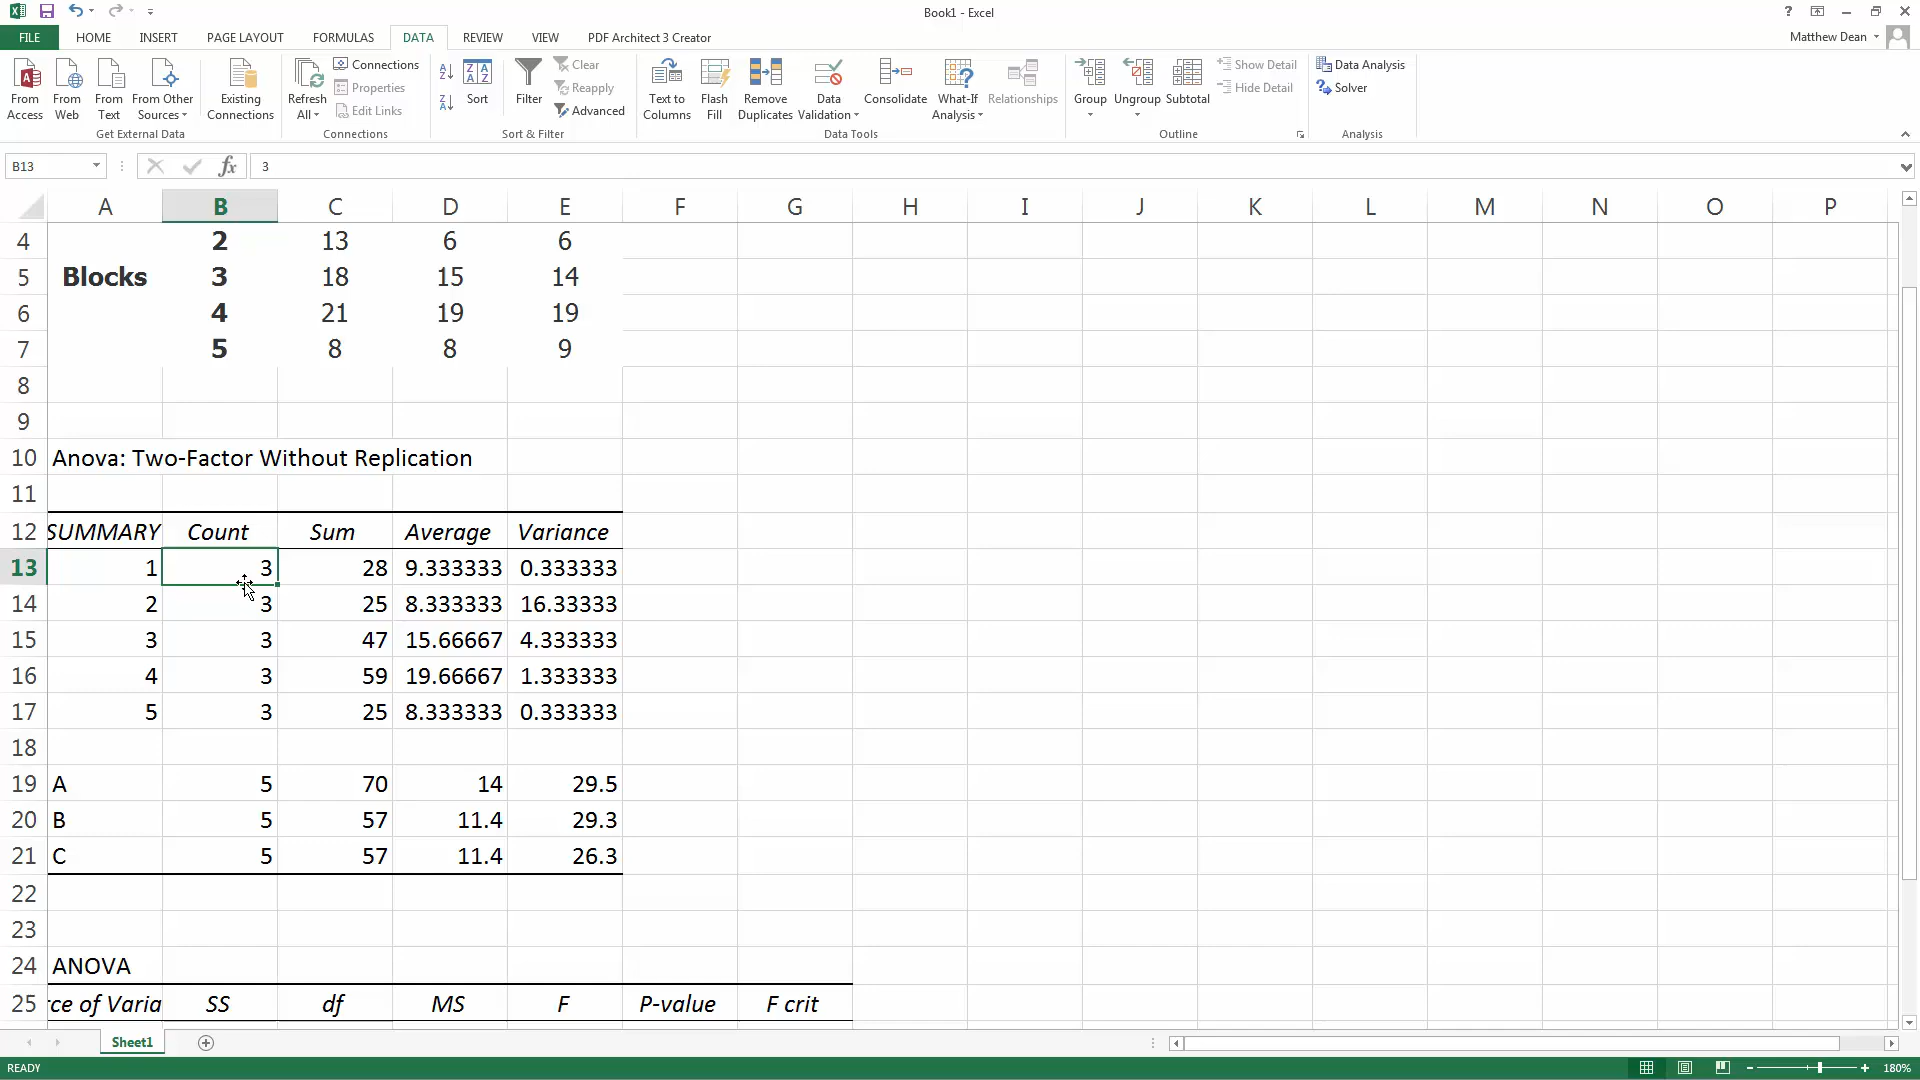 Book1 - Excel
FILE HOME INSERT PAGE LAYOUT FORMULAS DATA REVIEW VIEW PDF Architect 3 Creator Matthew Dean
From Access
From Web
From Text
From Other Sources
Existing Connections
Get External Data
Refresh All
Connections
Properties
Edit Links
Connections
Sort
Filter
Clear
Reapply
Advanced
Sort & Filter
Text to Columns
Flash Fill
Remove Duplicates
Data Validation
Consolidate
What-If Analysis
Relationships
Data Tools
Group
Ungroup
Subtotal
Show Detail
Hide Detail
Outline
Data Analysis
Solver
Analysis
B13 fx 3
A B C D E F G H I J K L M N O P
4 2 13 6 6
5 Blocks 3 18 15 14
6 4 21 19 19
7 5 8 8 9
8
9
10 Anova: Two-Factor Without Replication
11
12 SUMMARY Count Sum Average Variance
13 1 3 28 9.333333 0.333333
14 2 3 25 8.333333 16.33333
15 3 3 47 15.66667 4.333333
16 4 3 59 19.66667 1.333333
17 5 3 25 8.333333 0.333333
18
19 A 5 70 14 29.5
20 B 5 57 11.4 29.3
21 C 5 57 11.4 26.3
22
23
24 ANOVA
25 rce of Varia SS df MS F P-value F crit
Sheet1
READY 180%